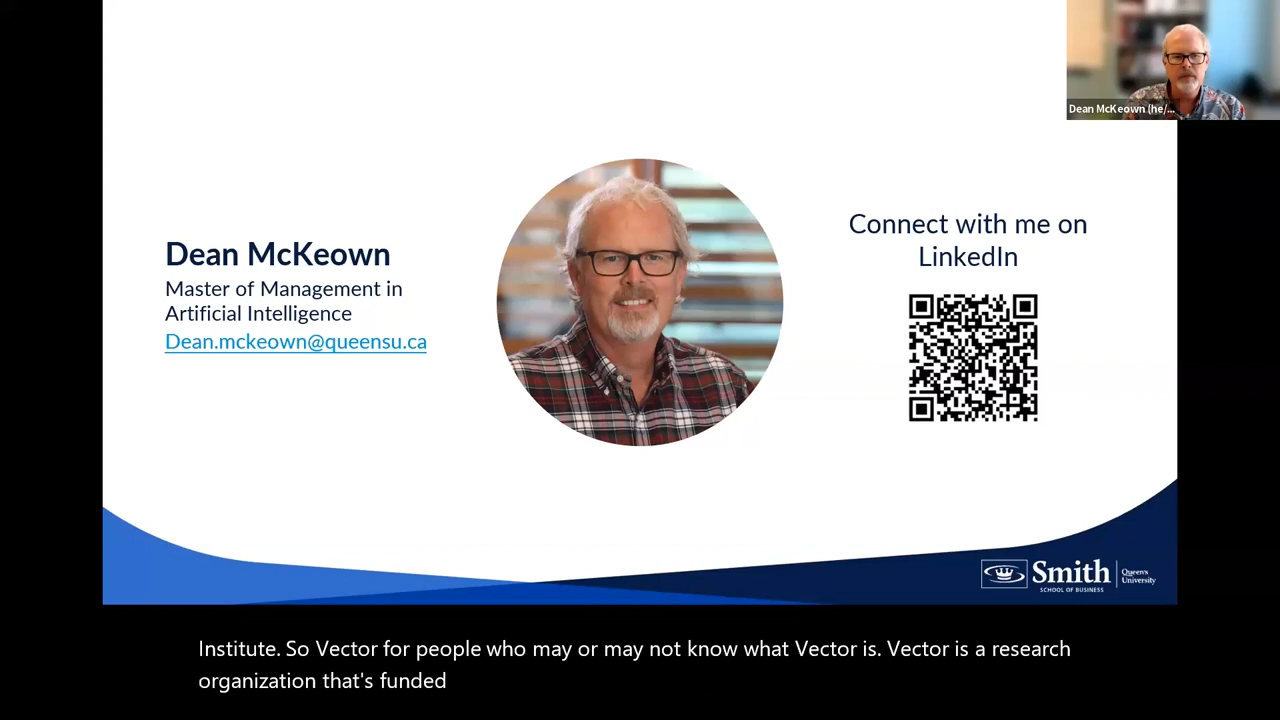 Dean McKeown (he/...
Dean McKeown
Master of Management in
Artificial Intelligence
Dean.mckeown@queensu.ca
Connect with me on
LinkedIn
Smith
SCHOOL OF BUSINESS
Queen's
University
Institute. So Vector for people who may or may not know what Vector is. Vector is a research
organization that's funded